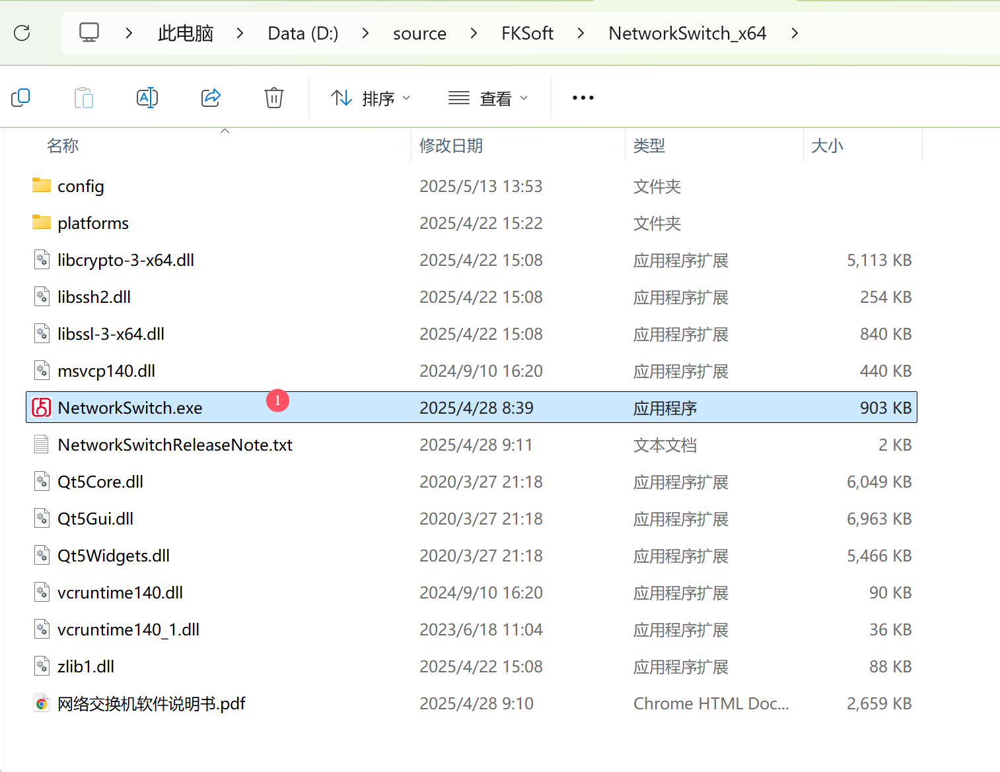 此电脑 > Data (D:) > source > FKSoft > NetworkSwitch_x64 >
排序 查看
名称 修改日期 类型 大小
config 2025/5/13 13:53 文件夹
platforms 2025/4/22 15:22 文件夹
libcrypto-3-x64.dll 2025/4/22 15:08 应用程序扩展 5,113 KB
libssh2.dll 2025/4/22 15:08 应用程序扩展 254 KB
libssl-3-x64.dll 2025/4/22 15:08 应用程序扩展 840 KB
msvcp140.dll 2024/9/10 16:20 应用程序扩展 440 KB
NetworkSwitch.exe 1 2025/4/28 8:39 应用程序 903 KB
NetworkSwitchReleaseNote.txt 2025/4/28 9:11 文本文档 2 KB
Qt5Core.dll 2020/3/27 21:18 应用程序扩展 6,049 KB
Qt5Gui.dll 2020/3/27 21:18 应用程序扩展 6,963 KB
Qt5Widgets.dll 2020/3/27 21:18 应用程序扩展 5,466 KB
vcruntime140.dll 2024/9/10 16:20 应用程序扩展 90 KB
vcruntime140_1.dll 2023/6/18 11:04 应用程序扩展 36 KB
zlib1.dll 2025/4/22 15:08 应用程序扩展 88 KB
网络交换机软件说明书.pdf 2025/4/28 9:10 Chrome HTML Doc... 2,659 KB